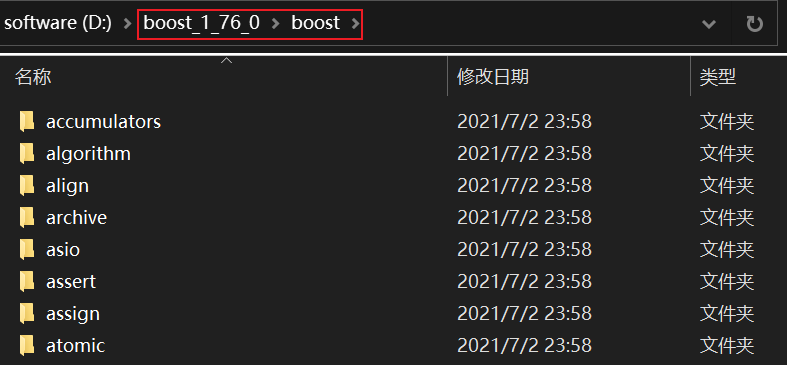 software (D:) boost_1_76_0 boost
名称 修改日期 类型
accumulators 2021/7/2 23:58 文件夹
algorithm 2021/7/2 23:58 文件夹
align 2021/7/2 23:58 文件夹
archive 2021/7/2 23:58 文件夹
asio 2021/7/2 23:58 文件夹
assert 2021/7/2 23:58 文件夹
assign 2021/7/2 23:58 文件夹
atomic 2021/7/2 23:58 文件夹